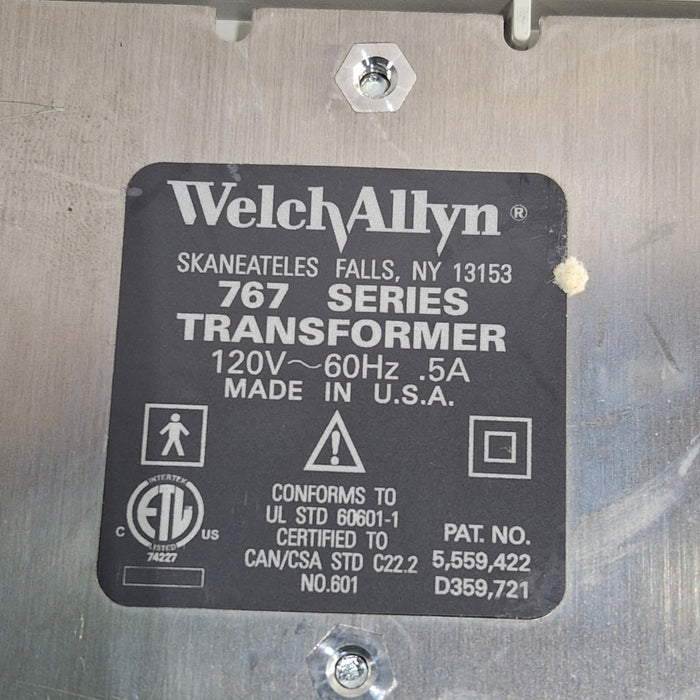 WelchAllyn®
SKANEATELES FALLS, NY 13153
767 SERIES
TRANSFORMER
120V~60Hz .5A
MADE IN U.S.A.
INTERTEK
ETL
C US
LISTED
74227
CONFORMS TO
UL STD 60601-1
CERTIFIED TO
CAN/CSA STD C22.2
NO.601
PAT. NO.
5,559,422
D359,721